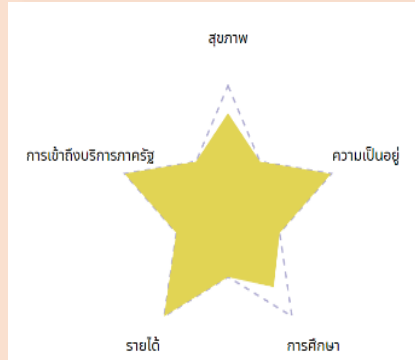 สุขภาพ
การเข้าถึงบริการภาครัฐ
ความเป็นอยู่
รายได้
การศึกษา